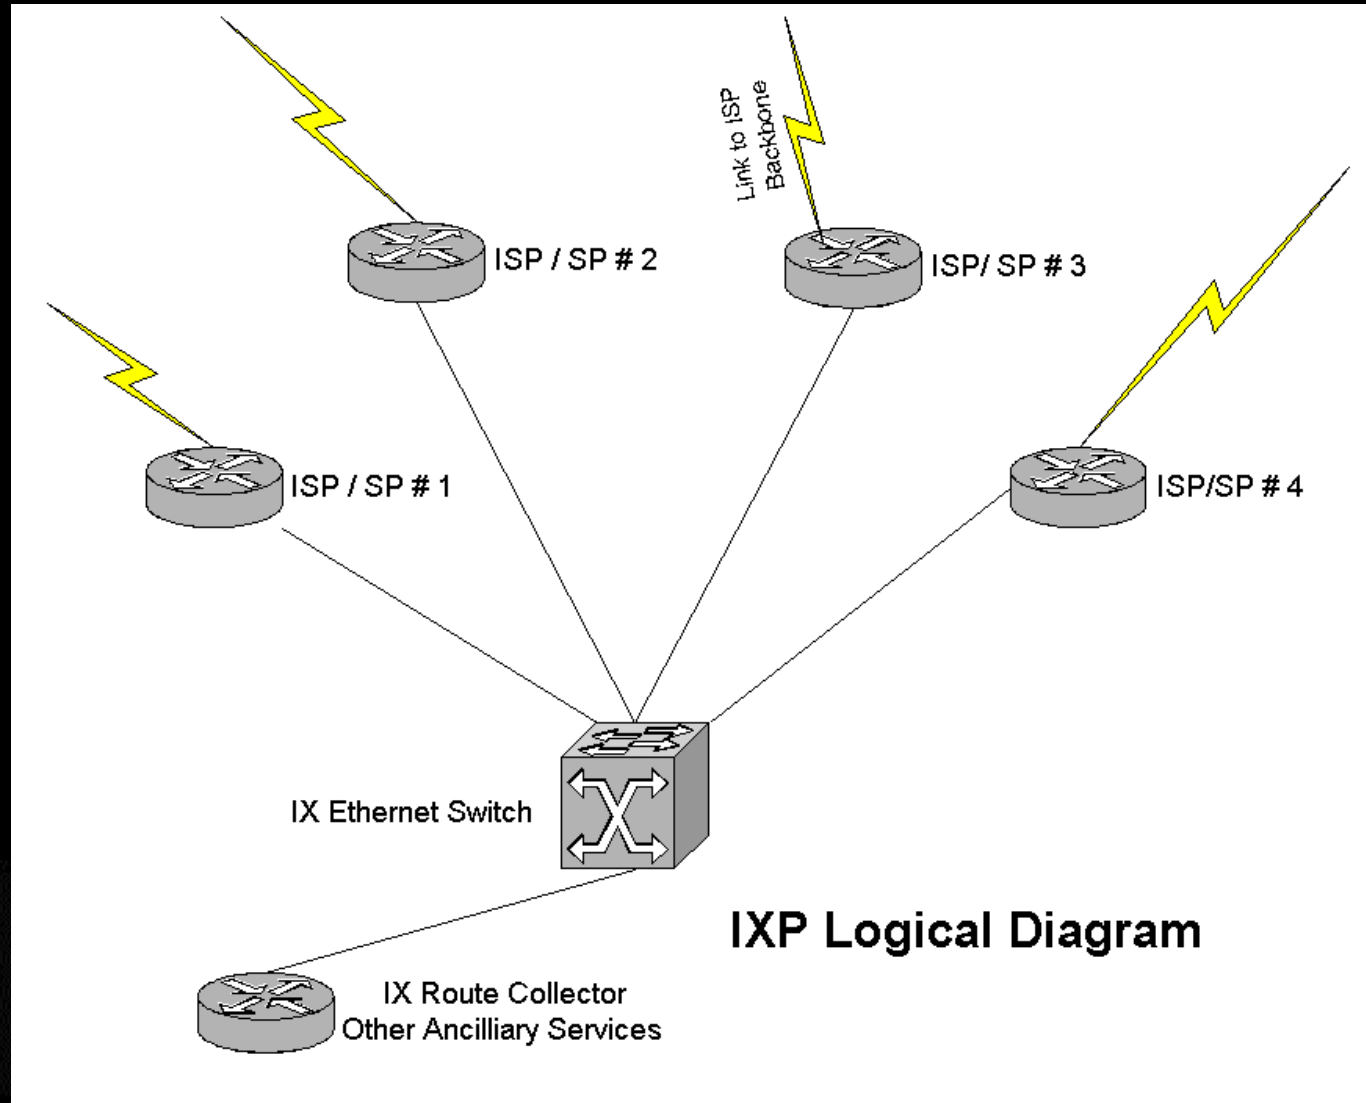 Link to ISP
Backbone
ISP / SP # 2
ISP/ SP # 3
ISP / SP # 1
ISP/SP # 4
IX Ethernet Switch
IXP Logical Diagram
IX Route Collector
Other Ancilliary Services